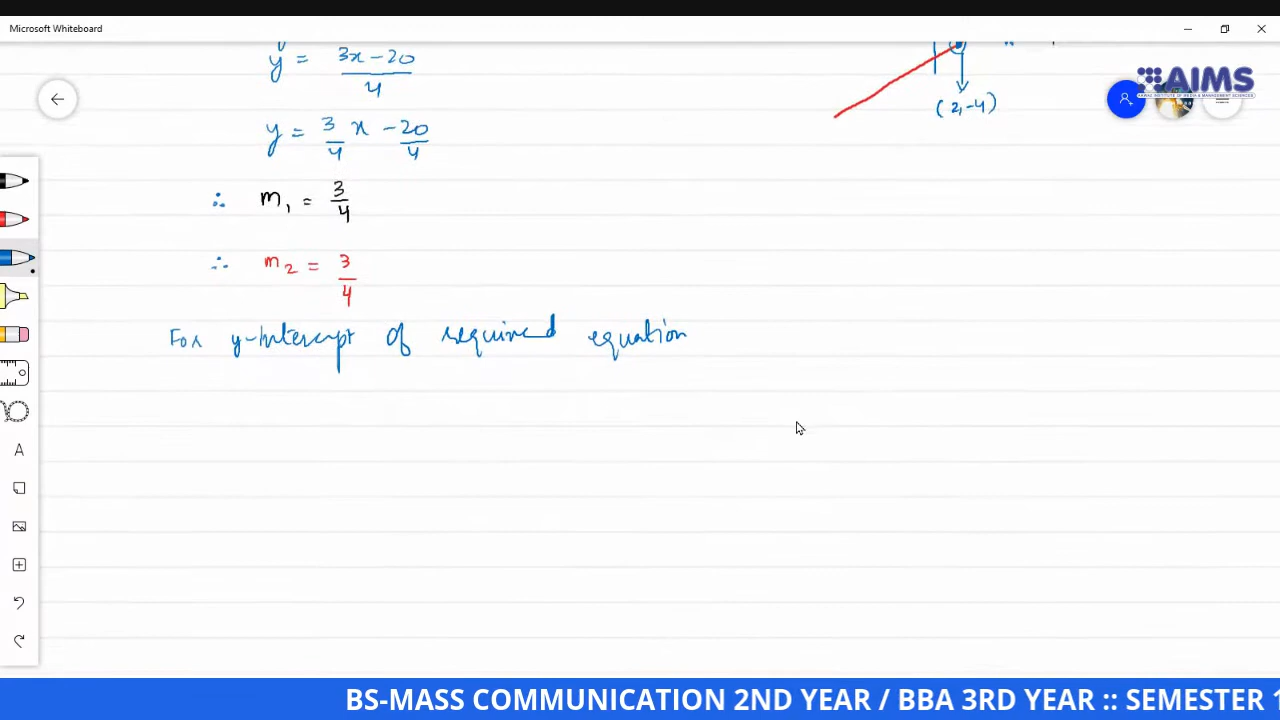 Microsoft Whiteboard
y = 3x-20/4
(2,-4)
AIMS
y = 3/4 x - 20/4
∴ m₁ = 3/4
∴ m₂ = 3/4
For y-Intercept of required equation
A
BS-MASS COMMUNICATION 2ND YEAR / BBA 3RD YEAR :: SEMESTER 1